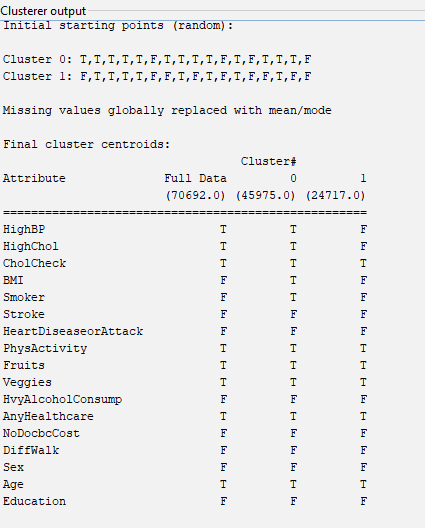 Clusterer output
Initial starting points (random):
Cluster 0: T,T,T,T,T,F,T,T,T,T,F,T,F,T,T,T,F
Cluster 1: F,T,T,T,T,F,T,F,T,F,T,F,F,T,F,F
Missing values globally replaced with mean/mode
Final cluster centroids:
Cluster#
Attribute Full Data 0 1
(70692.0) (45975.0) (24717.0)
==========================================================
HighBP T T F
HighChol T T F
CholCheck T T T
BMI F T F
Smoker F T F
Stroke F F F
HeartDiseaseorAttack F F F
PhysActivity T T T
Fruits T T T
Veggies T T T
HvyAlcoholConsump F F F
AnyHealthcare T T T
NoDocbcCost F F F
DiffWalk F F F
Sex F F F
Age T T T
Education F F F